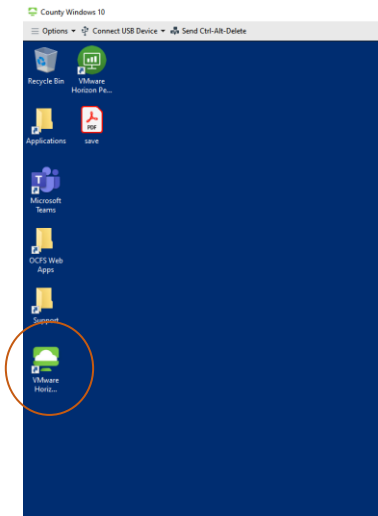 County Windows 10
Options Connect USB Device Send Ctrl-Alt-Delete
Recycle Bin
VMware
Horizon Pe...
Applications
PDF
save
T
Microsoft
Teams
OCFS Web
Apps
Support
VMware
Horiz...